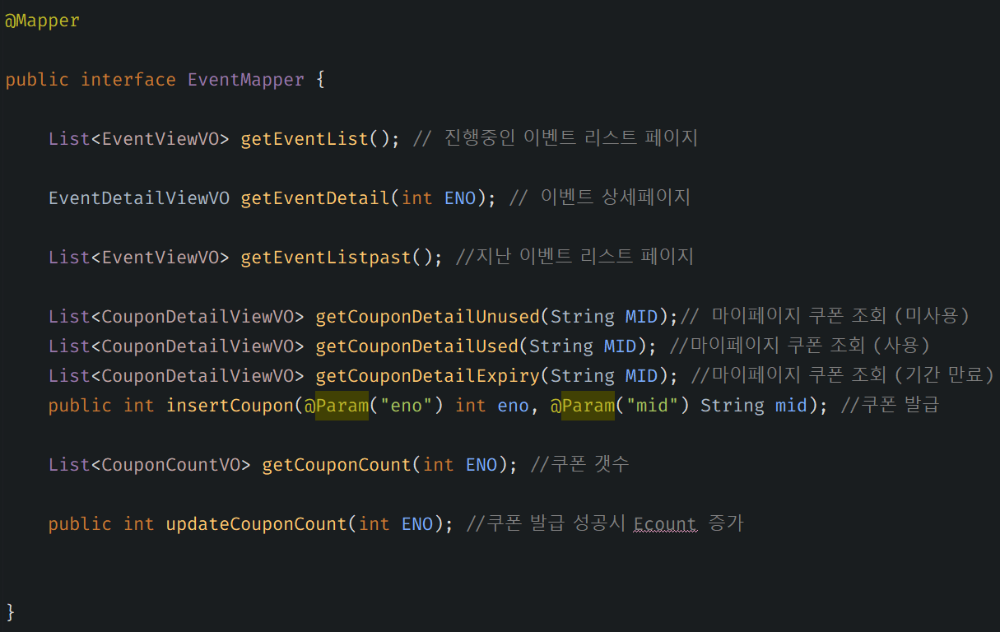 @Mapper
public interface EventMapper {
List<EventViewVO> getEventList(); // 진행중인 이벤트 리스트 페이지
EventDetailViewVO getEventDetail(int ENO); // 이벤트 상세페이지
List<EventViewVO> getEventListpast(); //지난 이벤트 리스트 페이지
List<CouponDetailViewVO> getCouponDetailUnused(String MID);// 마이페이지 쿠폰 조회 (미사용)
List<CouponDetailViewVO> getCouponDetailUsed(String MID); //마이페이지 쿠폰 조회 (사용)
List<CouponDetailViewVO> getCouponDetailExpiry(String MID); //마이페이지 쿠폰 조회 (기간 만료)
public int insertCoupon(@Param("eno") int eno, @Param("mid") String mid); //쿠폰 발급
List<CouponCountVO> getCouponCount(int ENO); //쿠폰 갯수
public int updateCouponCount(int ENO); //쿠폰 발급 성공시 Ecount 증가
}